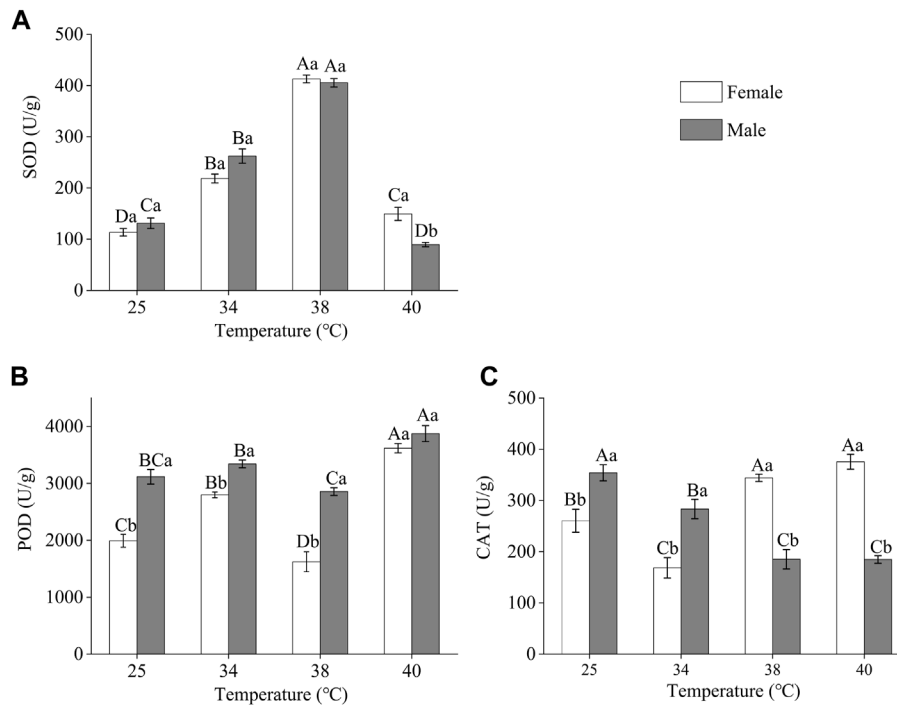 A
500
400
300
200
100
0
SOD (U/g)
Da Ca Ba Ba Aa Aa Ca Db
25 34 38 40
Temperature (°C)
Female
Male
B
4000
3000
2000
1000
0
POD (U/g)
Cb BCa Bb Ba Db Ca Aa Aa
25 34 38 40
Temperature (°C)
C
500
400
300
200
100
0
CAT (U/g)
Bb Aa Cb Ba Aa Cb Aa Cb
25 34 38 40
Temperature (°C)